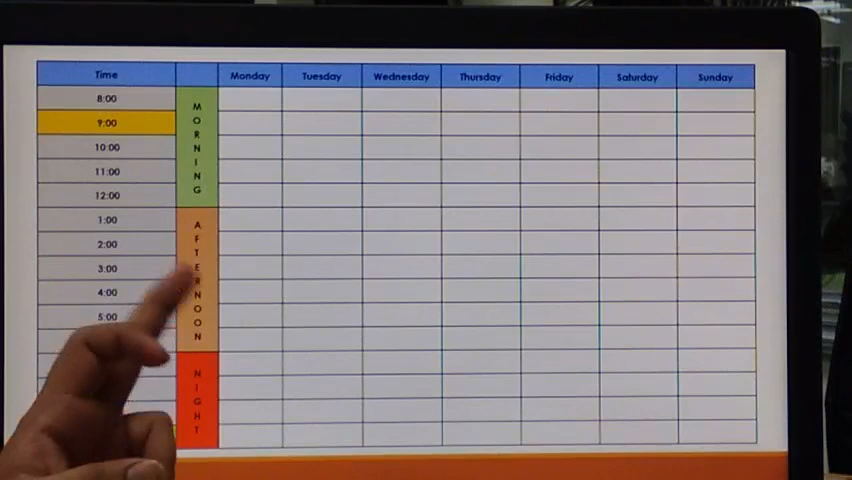 Time Monday Tuesday Wednesday Thursday Friday Saturday Sunday
8:00
9:00
10:00
11:00
12:00
MORNING
1:00
2:00
3:00
4:00
5:00
AFTERNOON
NIGHT